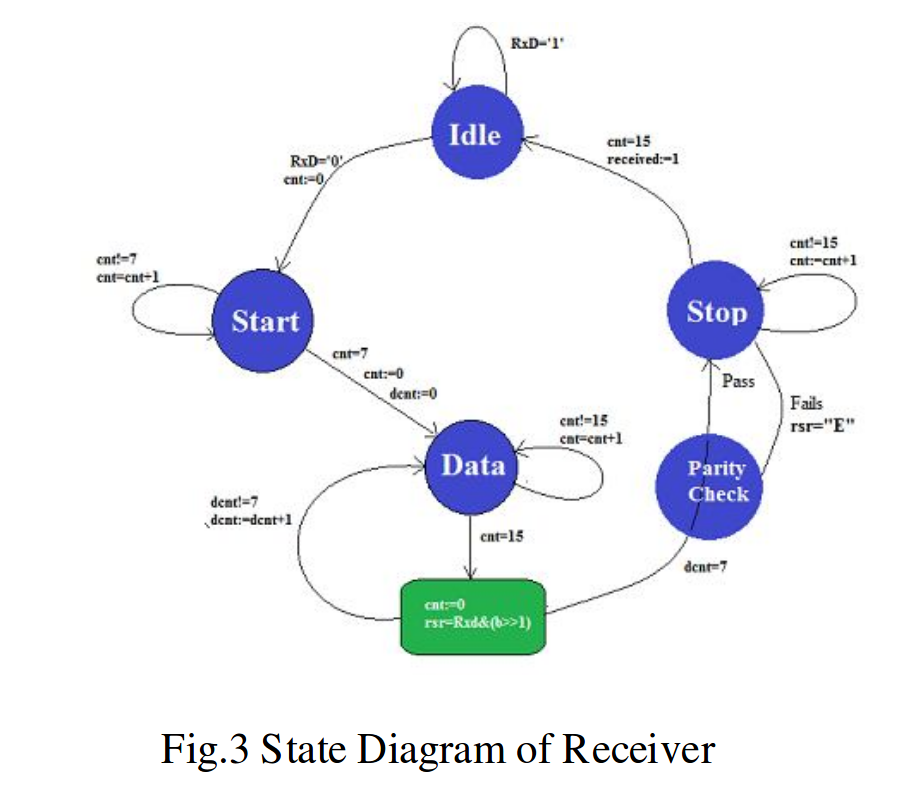 RxD='1'
Idle
RxD='0'
cnt:=0
cnt=15
received:=1
cnt!=7
cnt=cnt+1
Start
cnt!=15
cnt:=cnt+1
Stop
cnt=7
cnt:=0
dcnt:=0
Pass
Fails
rsr="E"
cnt!=15
cnt=cnt+1
Data
Parity
Check
dcnt!=7
dcnt:=dcnt+1
cnt=15
dcnt=7
cnt:=0
rsr=Rxd&(b>>1)
Fig.3 State Diagram of Receiver